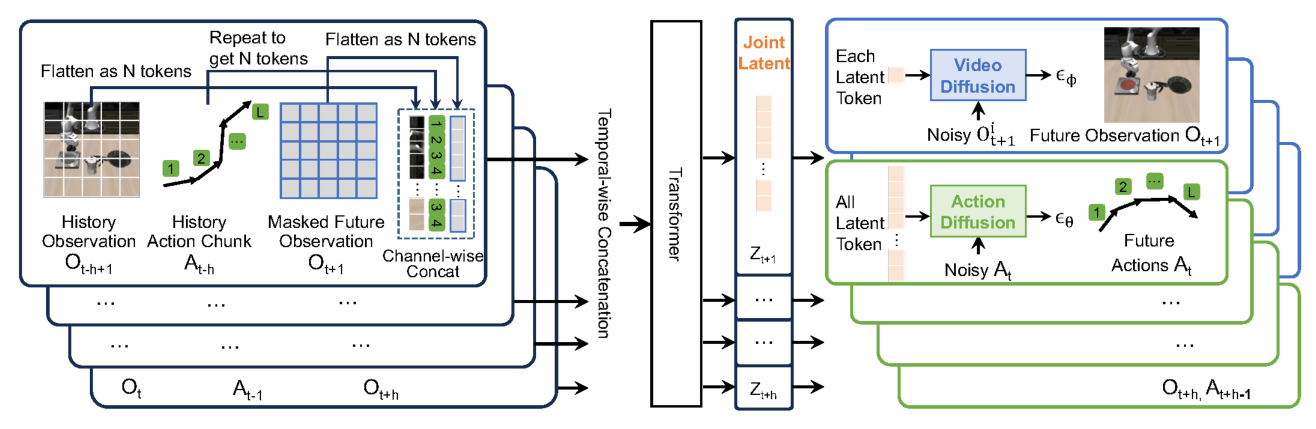 Flatten as N tokens
Repeat to
get N tokens
Flatten as N tokens
1
2
...
L
1
2
3
4
3
4
History
Observation
O_{t-h+1}
History
Action Chunk
A_{t-h}
Masked Future
Observation
O_{t+1}
Channel-wise
Concat
...
...
...
...
...
...
O_t
A_{t-1}
O_{t+h}
Temporal-wise Concatenation
Transformer
Joint
Latent
...
Z_{t+1}
...
...
Z_{t+h}
Each
Latent
Token
Video
Diffusion
ϵ_ϕ
Noisy O^i_{t+1}
Future Observation O_{t+1}
All
Latent
Token
Action
Diffusion
ϵ_θ
Noisy A_t
1
2
...
L
Future
Actions A_t
...
...
O_{t+h}, A_{t+h-1}